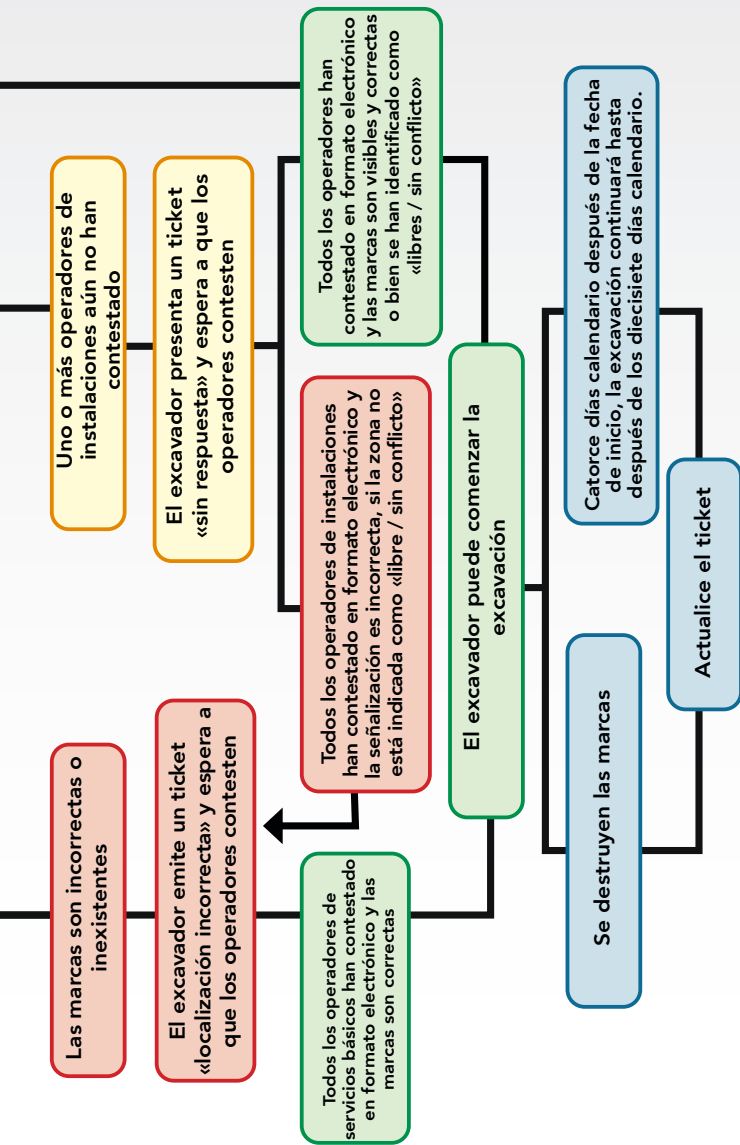 Las marcas son incorrectas o
inexistentes
Uno o más operadores de
instalaciones aún no han
contestado
El excavador emite un ticket
«localización incorrecta» y espera a
que los operadores contesten
El excavador presenta un ticket
«sin respuesta» y espera a que los
operadores contesten
Todos los operadores de
servicios básicos han contestado
en formato electrónico y las
marcas son correctas
Todos los operadores de instalaciones
han contestado en formato electrónico y
la señalización es incorrecta, si la zona no
está indicada como «libre / sin conflicto»
Todos los operadores han
contestado en formato electrónico
y las marcas son visibles y correctas
o bien se han identificado como
«libres / sin conflicto»
El excavador puede comenzar la
excavación
Se destruyen las marcas
Catorce días calendario después de la fecha
de inicio, la excavación continuará hasta
después de los diecisiete días calendario.
Actualice el ticket